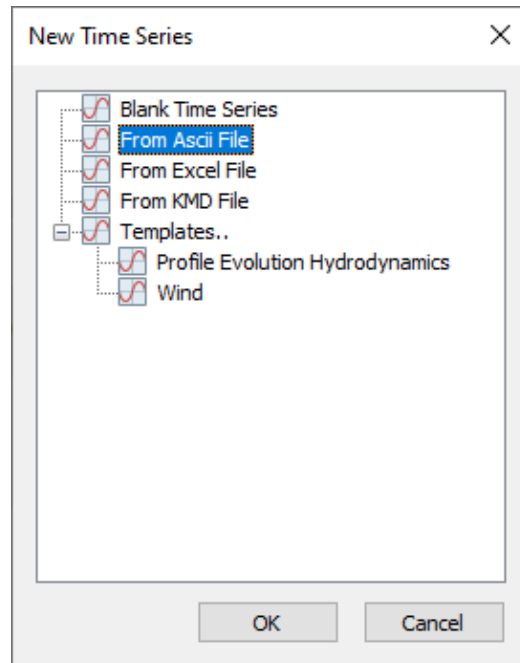 New Time Series
Blank Time Series
From Ascii File
From Excel File
From KMD File
Templates..
Profile Evolution Hydrodynamics
Wind
OK Cancel